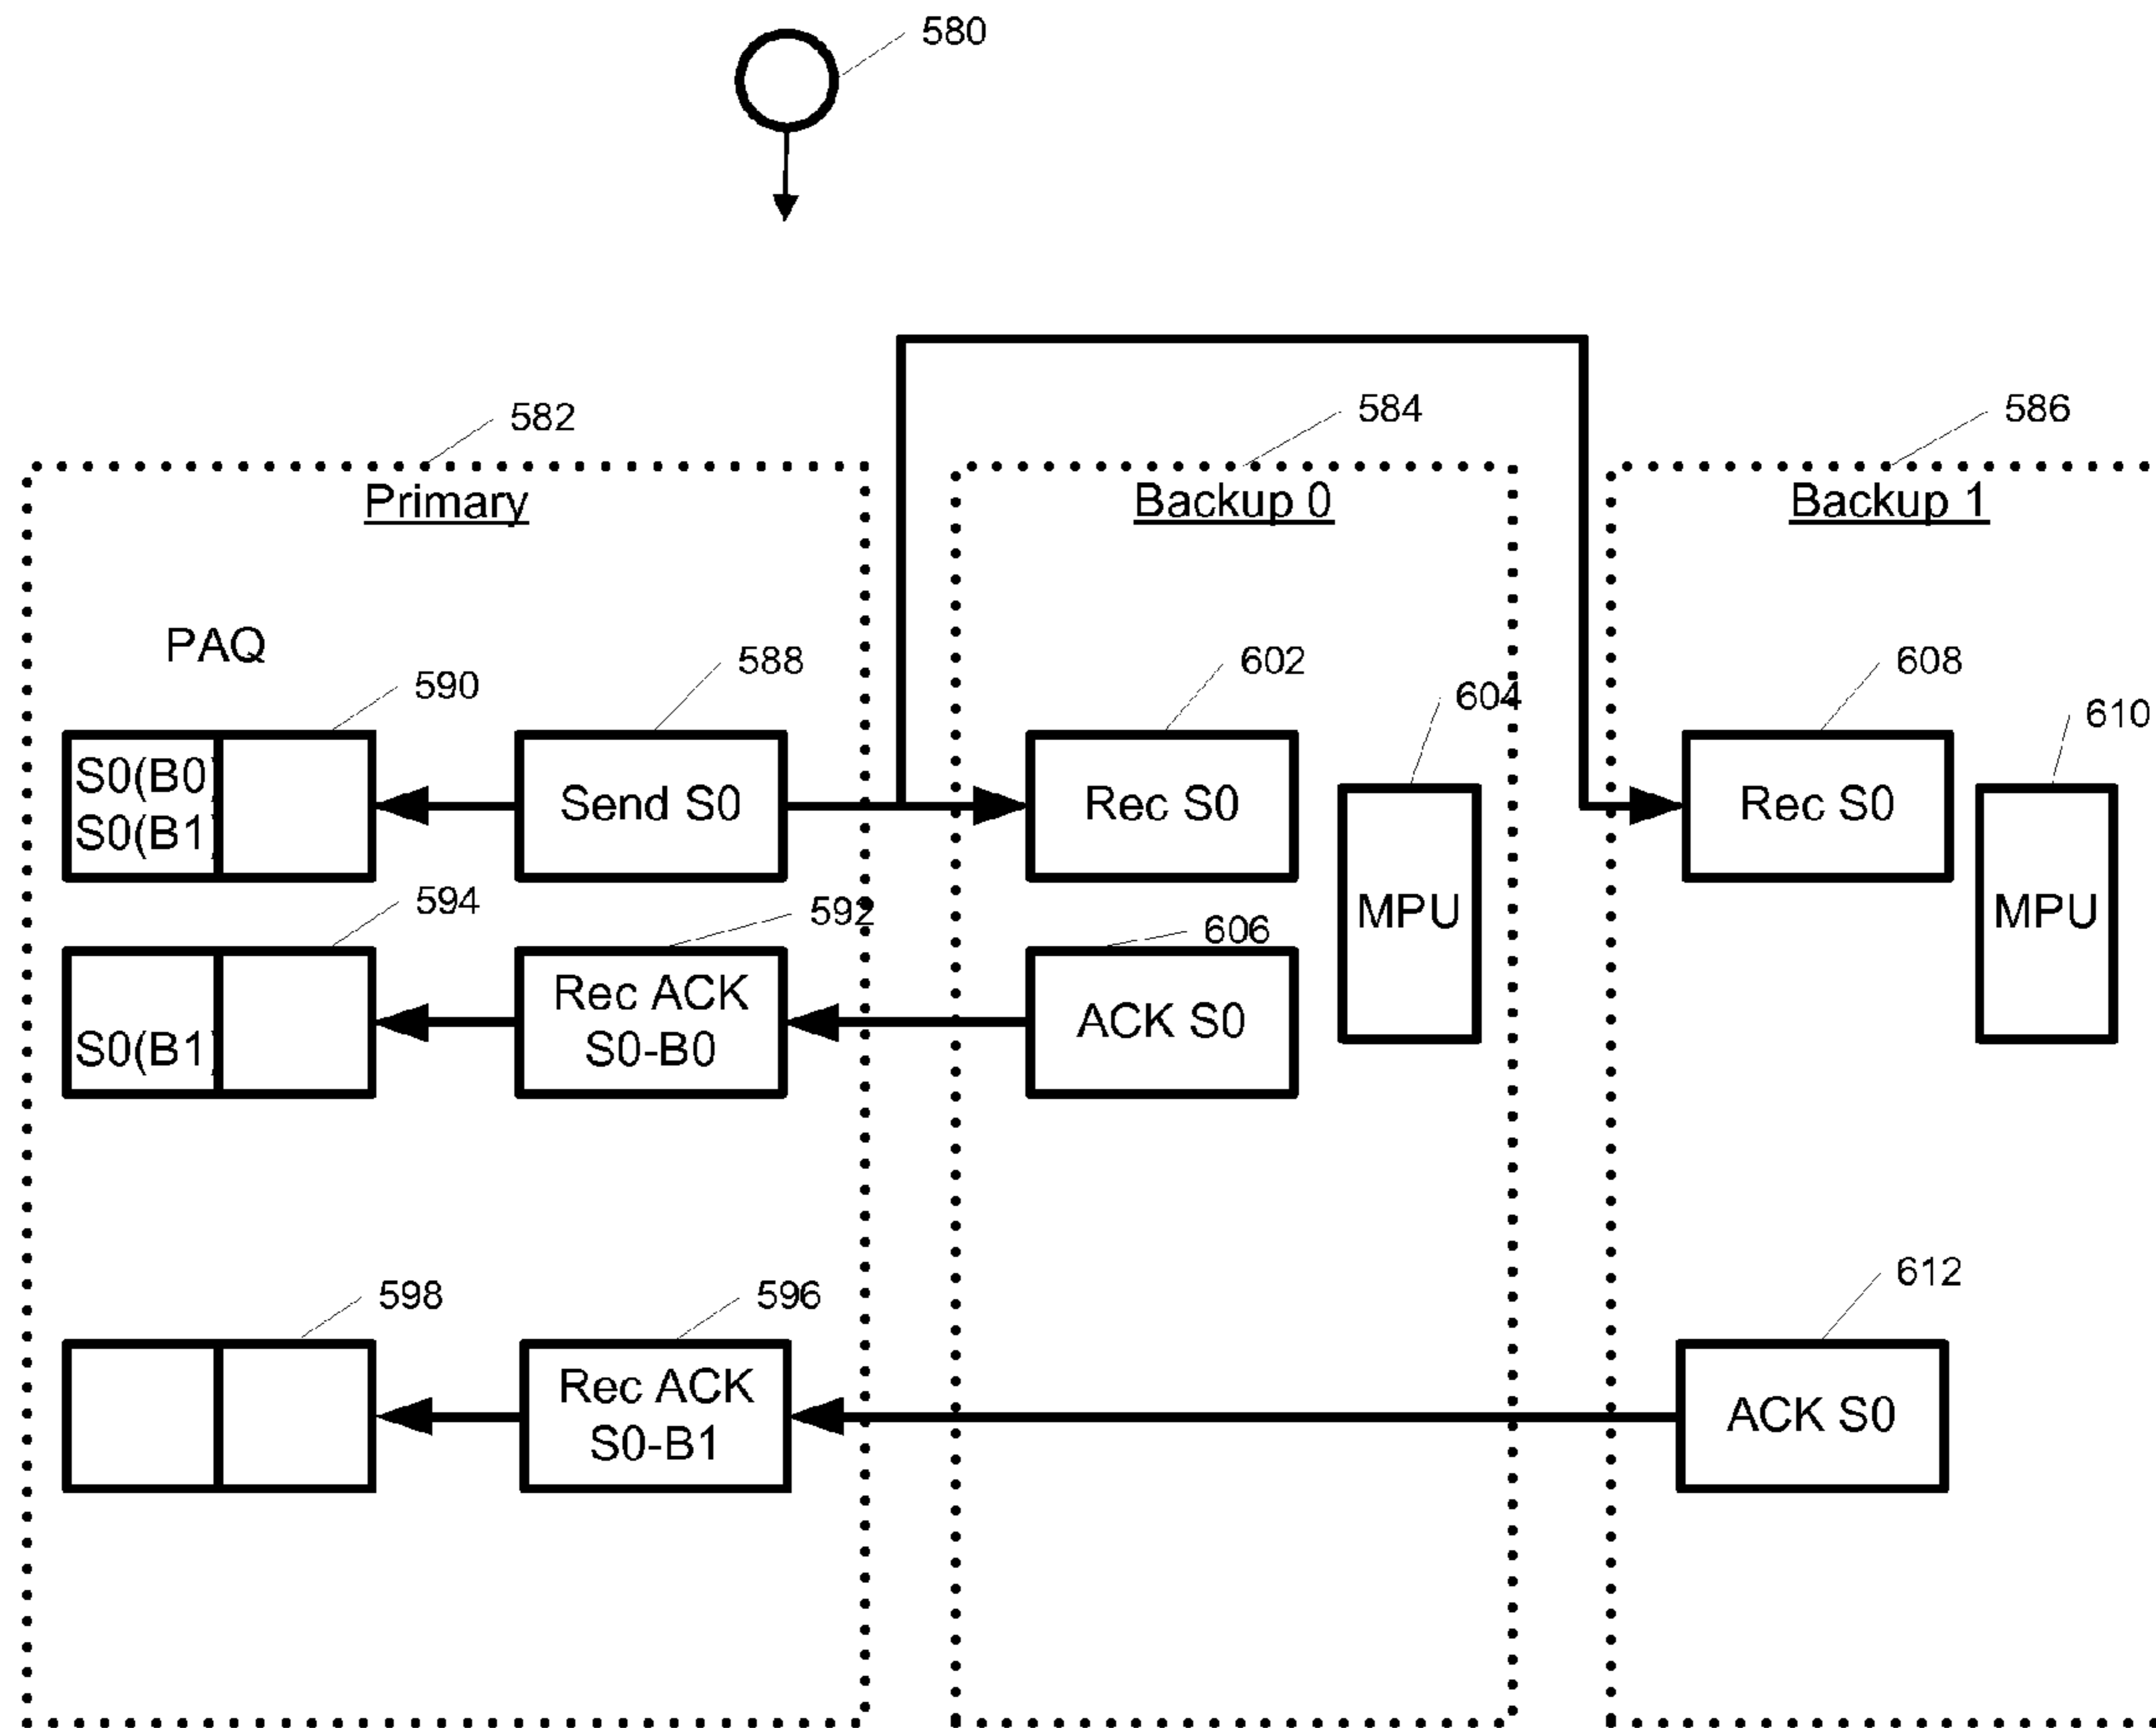 580
582
584
586
Primary
Backup 0
Backup 1
PAQ
590
588
602
604
608
610
S0(B0)
S0(B1)
Send S0
Rec S0
Rec S0
MPU
MPU
594
592
606
S0(B1)
Rec ACK
S0-B0
ACK S0
598
596
612
Rec ACK
S0-B1
ACK S0